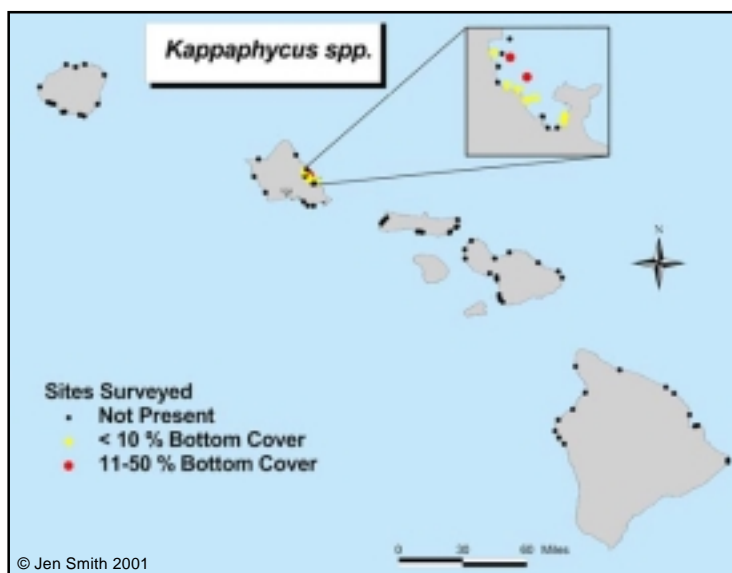 Kappaphycus spp.
N
Sites Surveyed
Not Present
< 10 % Bottom Cover
11-50 % Bottom Cover
0 30 60 Miles
© Jen Smith 2001